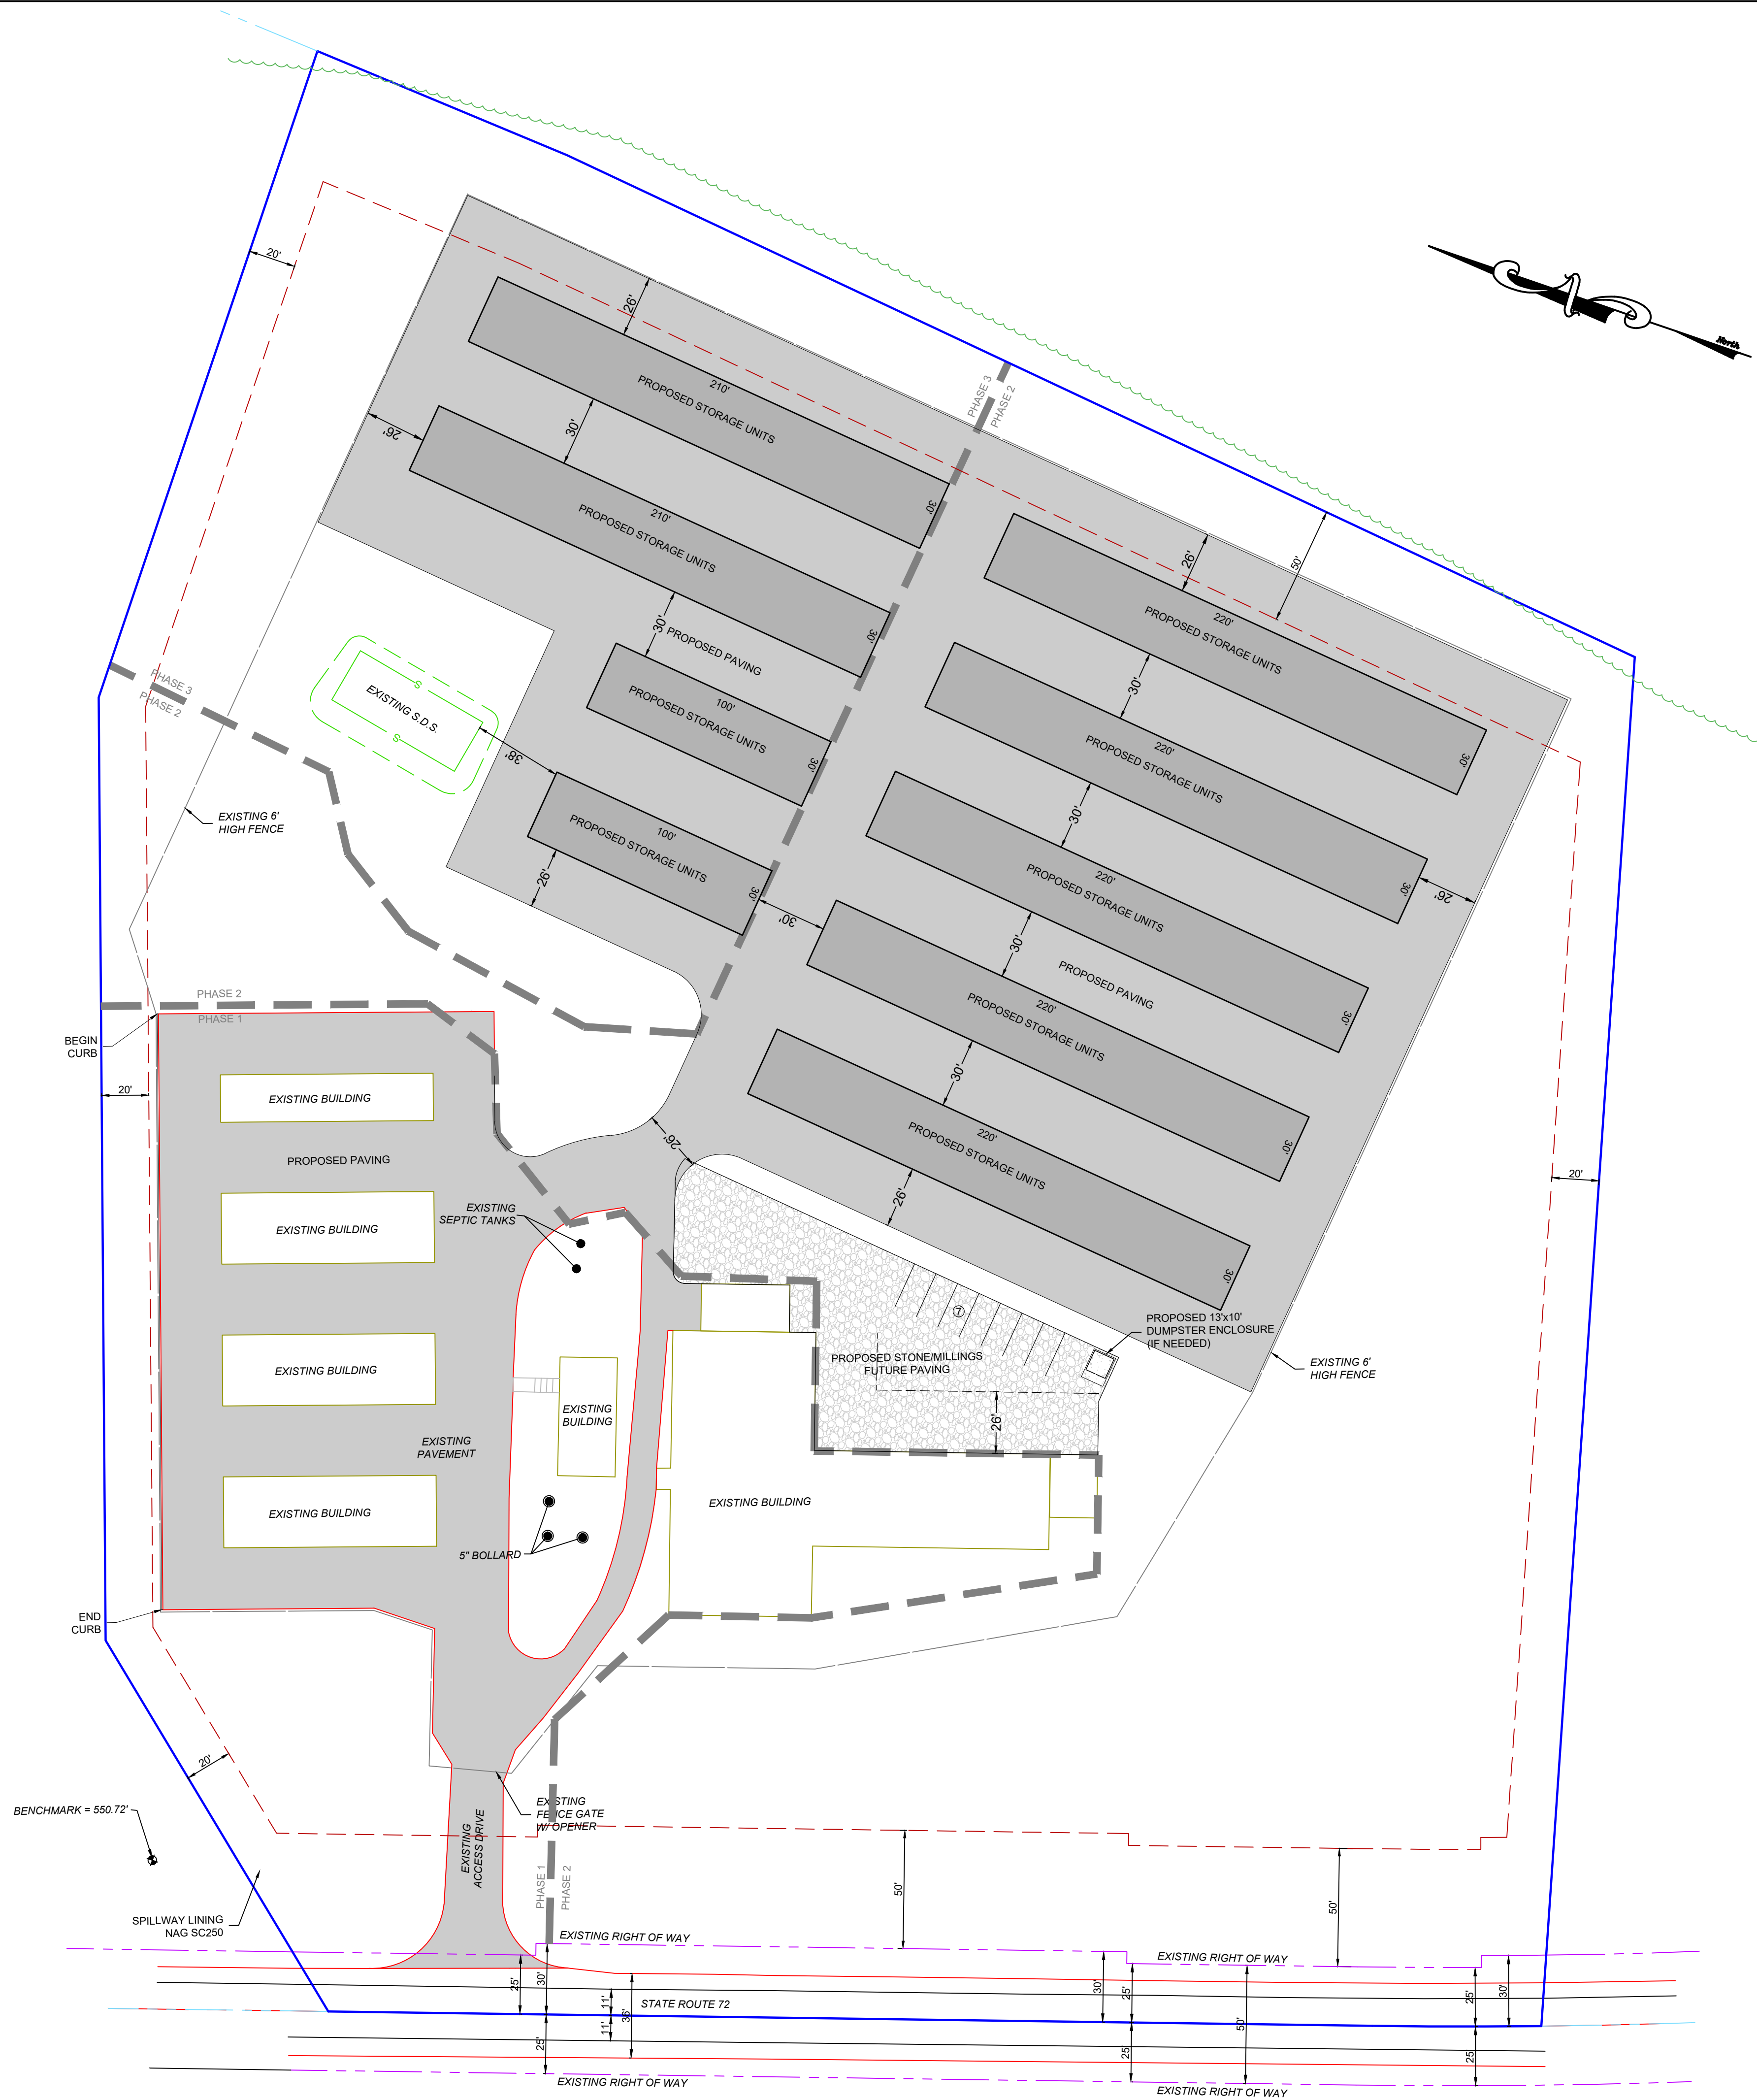 North
20'
26'
210'
PROPOSED STORAGE UNITS
30'
PHASE 3
PHASE 2
30'
26'
210'
PROPOSED STORAGE UNITS
30'
26'
50'
220'
PROPOSED STORAGE UNITS
30'
30'
PROPOSED PAVING
100'
PROPOSED STORAGE UNITS
30'
PHASE 3
PHASE 2
S
EXISTING S.D.S.
S
38'
30'
220'
PROPOSED STORAGE UNITS
30'
26'
EXISTING 6'
HIGH FENCE
100'
PROPOSED STORAGE UNITS
30'
26'
30'
30'
220'
PROPOSED STORAGE UNITS
30'
30'
PROPOSED PAVING
220'
PROPOSED STORAGE UNITS
30'
PHASE 2
PHASE 1
BEGIN
CURB
20'
EXISTING BUILDING
30'
220'
PROPOSED STORAGE UNITS
30'
26'
26'
20'
PROPOSED PAVING
EXISTING BUILDING
EXISTING
SEPTIC TANKS
7
PROPOSED 13'x10'
DUMPSTER ENCLOSURE
(IF NEEDED)
PROPOSED STONE/MILLINGS
FUTURE PAVING
EXISTING 6'
HIGH FENCE
EXISTING BUILDING
EXISTING
BUILDING
26'
EXISTING
PAVEMENT
EXISTING BUILDING
EXISTING BUILDING
5" BOLLARD
END
CURB
20'
BENCHMARK = 550.72'
EXISTING
FENCE GATE
W/ OPENER
EXISTING
ACCESS DRIVE
PHASE 1
PHASE 2
50'
50'
SPILLWAY LINING
NAG SC250
EXISTING RIGHT OF WAY
EXISTING RIGHT OF WAY
25'
30'
11'
36'
STATE ROUTE 72
30'
25'
50'
25'
30'
11'
25'
25'
25'
EXISTING RIGHT OF WAY
EXISTING RIGHT OF WAY